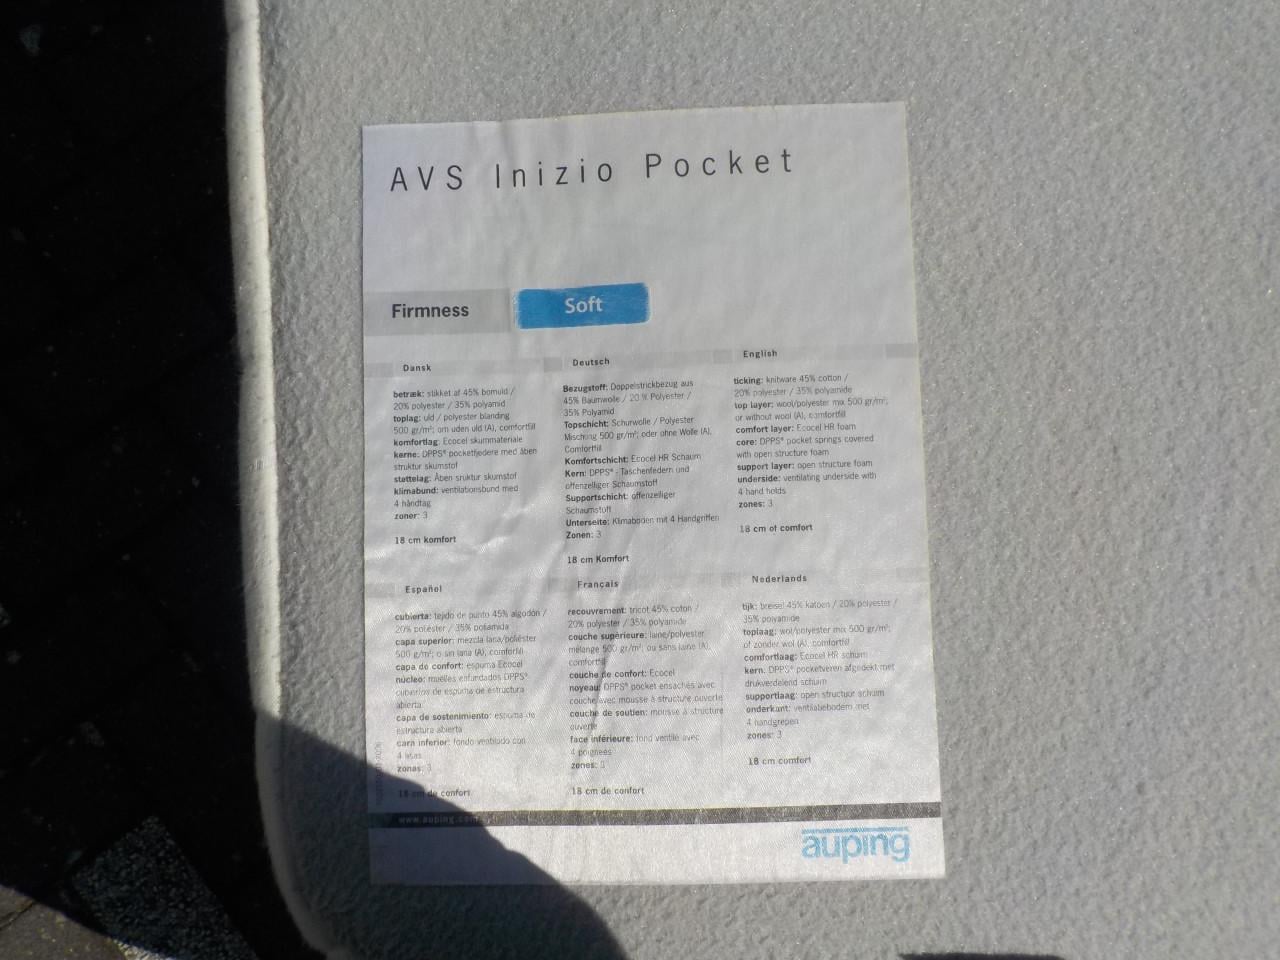 AVS Inizio Pocket
Firmness Soft
Dansk
betræk: stikket af 45% bomuld /
20% polyester / 35% polyamid
toplag: uld / polyester blanding
500 gr/m²; om uden uld (A), comfortfill
komfortlag: Ecocel skummateriale
kerne: DPPS® pocketfjedere med åben
struktur skumstof
støttelag: Åben sruktur skumstof
klimabund: ventilationsbund med
4 håndtag
zoner: 3
18 cm komfort
Deutsch
Bezugstoff: Doppelstrickbezug aus
45% Baumwolle / 20 % Polyester /
35% Polyamid
Topschicht: Schurwolle / Polyester
Mischung 500 gr/m²; oder ohne Wolle (A),
Comfortfill
Komfortschicht: Ecocel HR Schaum
Kern: DPPS® - Taschenfedern und
offenzelliger Schaumstoff
Supportschicht: offenzelliger
Schaumstoff
Unterseite: Klimaboden mit 4 Handgriffen
Zonen: 3
18 cm Komfort
English
ticking: knitware 45% cotton /
20% polyester / 35% polyamide
top layer: wool/polyester mix 500 gr/m²;
or without wool (A), comfortfill
comfort layer: Ecocel HR foam
core: DPPS® pocket springs covered
with open structure foam
support layer: open structure foam
underside: ventilating underside with
4 hand holds
zones: 3
18 cm of comfort
Español
cubierta: tejido de punto 45% algodón /
20% poliéster / 35% poliamida
capa superior: mezcla lana/poliéster
500 g/m²; o sin lana (A), comforfill
capa de confort: espuma Ecocel
núcleo: muelles enfundados DPPS®
cubiertos de espuma de estructura
abierta
capa de sostenimiento: espuma de
estructura abierta
cara inferior: fondo ventilado con
4 asas
zonas: 3
18 cm de confort
Français
recouvrement: tricot 45% coton /
20% polyester / 35% polyamide
couche supérieure: laine/polyester
mélange 500 gr/m²; ou sans laine (A),
comfortfill
couche de confort: Ecocel
noyeau: DPPS® pocket ensachés avec
couche avec mousse à structure ouverte
couche de soutien: mousse à structure
ouverte
face inférieure: fond ventilé avec
4 poignées
zones: 3
18 cm de confort
Nederlands
tijk: breisel 45% katoen / 20% polyester /
35% polyamide
toplaag: wol/polyester mix 500 gr/m²;
of zonder wol (A), comfortfill
comfortlaag: Ecocel HR schuim
kern: DPPS® pocketveren afgedekt met
drukverdelend schuim
supportlaag: open structuur schuim
onderkant: ventilatiebodem met
4 handgrepen
zones: 3
18 cm comfort
www.auping.com
auping